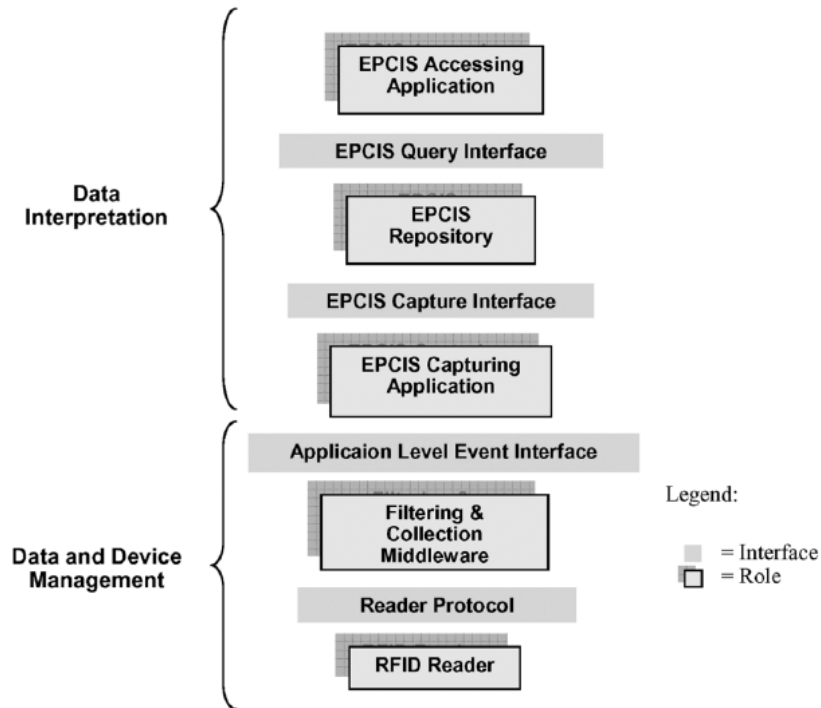 EPCIS Accessing
Application
EPCIS Query Interface
Data
Interpretation
EPCIS
Repository
EPCIS Capture Interface
EPCIS Capturing
Application
Applicaion Level Event Interface
Filtering &
Collection
Middleware
Data and Device
Management
Reader Protocol
RFID Reader
Legend:
= Interface
= Role